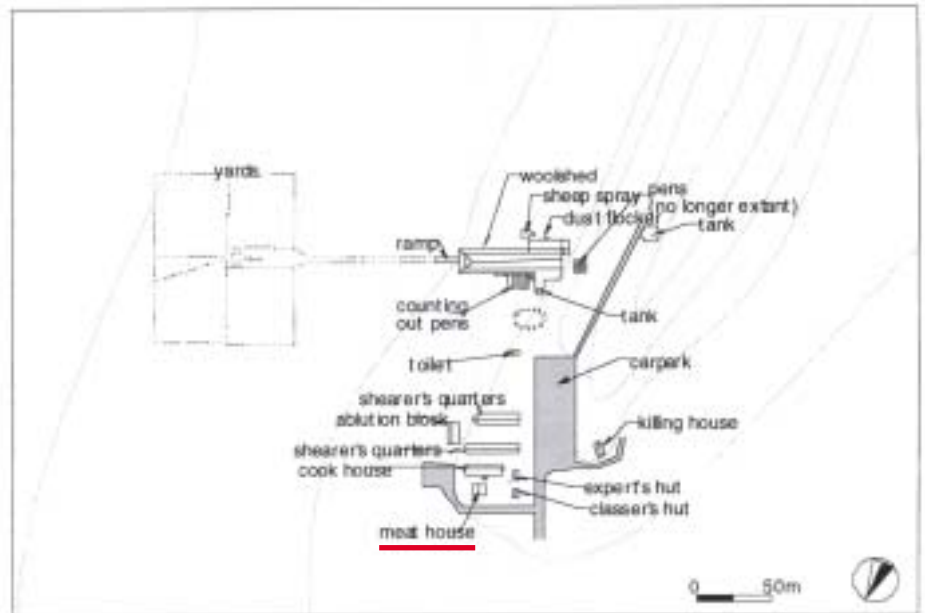 yards
woolshed
sheep spray
pens
(no longer extant)
dust flocker
tank
ramp
counting
out pens
tank
toilet
carpark
shearer's quarters
ablution block
killing house
shearer's quarters
cook house
expert's hut
classer's hut
meat house
0 50m